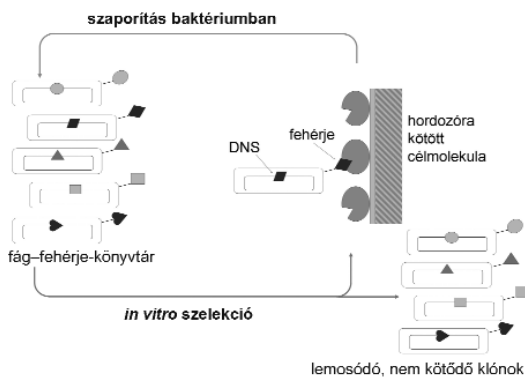 szaporítás baktériumban
DNS
fehérje
hordozóra
kötött
célmolekula
fág–fehérje-könyvtár
in vitro szelekció
lemosódó, nem kötődő klónok